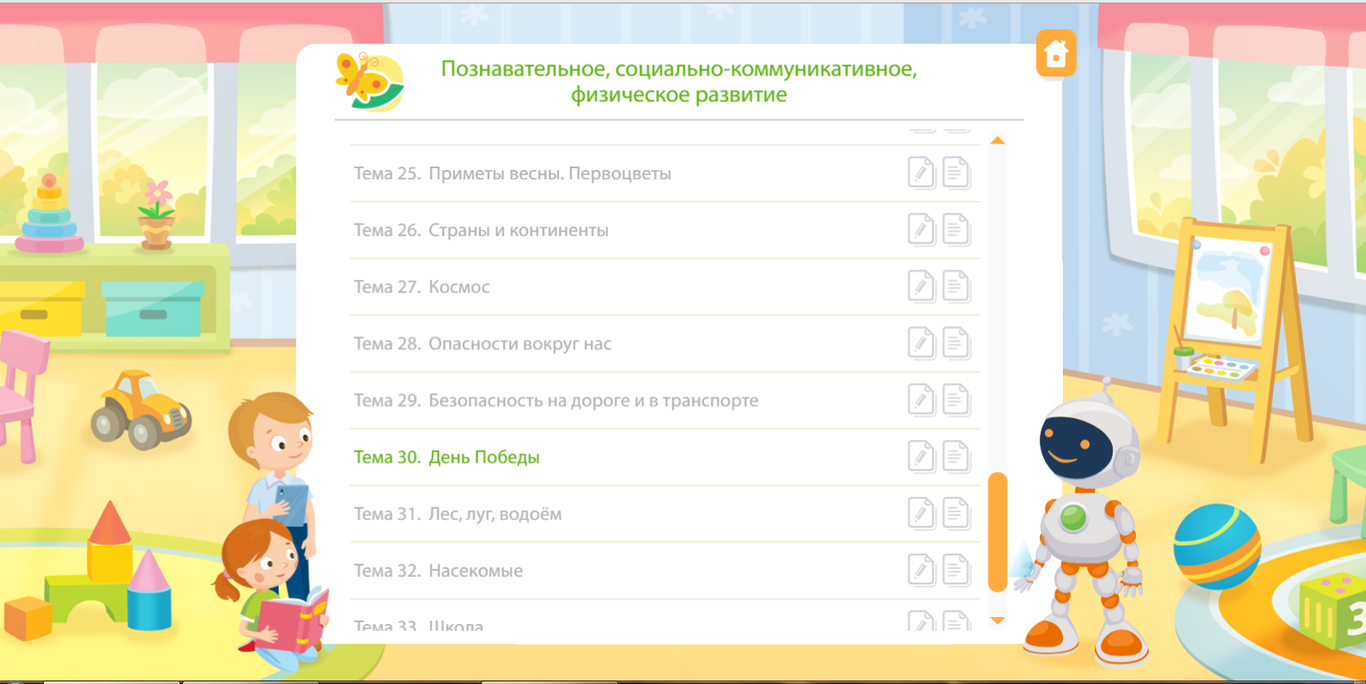 Познавательное, социально-коммуникативное,
физическое развитие
Тема 25. Приметы весны. Первоцветы
Тема 26. Страны и континенты
Тема 27. Космос
Тема 28. Опасности вокруг нас
Тема 29. Безопасность на дороге и в транспорте
Тема 30. День Победы
Тема 31. Лес, луг, водоём
Тема 32. Насекомые
Тема 33. Школа
3